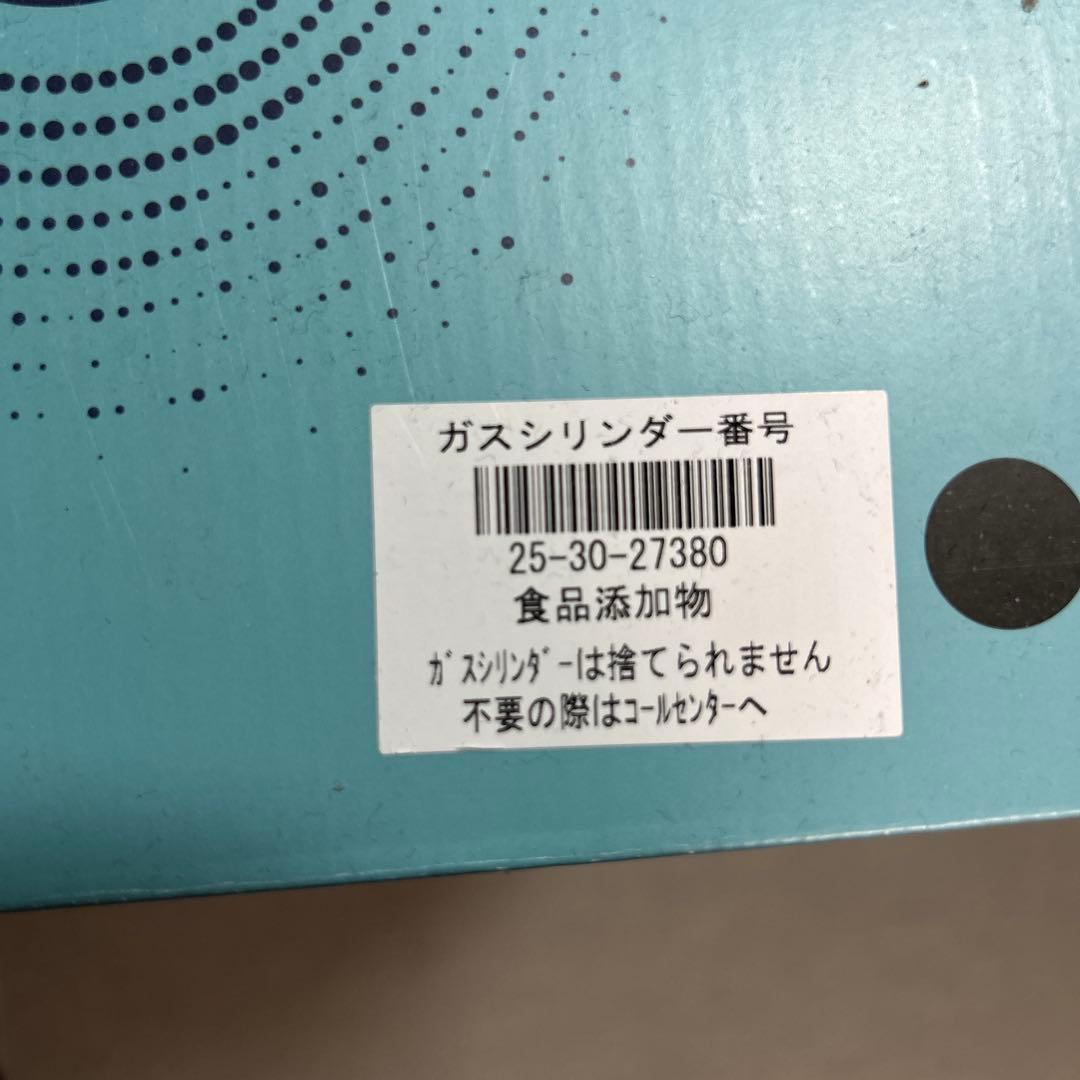 ガスシリンダー番号
25-30-27380
食品添加物
ｶﾞｽｼﾘﾝﾀﾞｰは捨てられません
不要の際はｺｰﾙｾﾝﾀｰへ